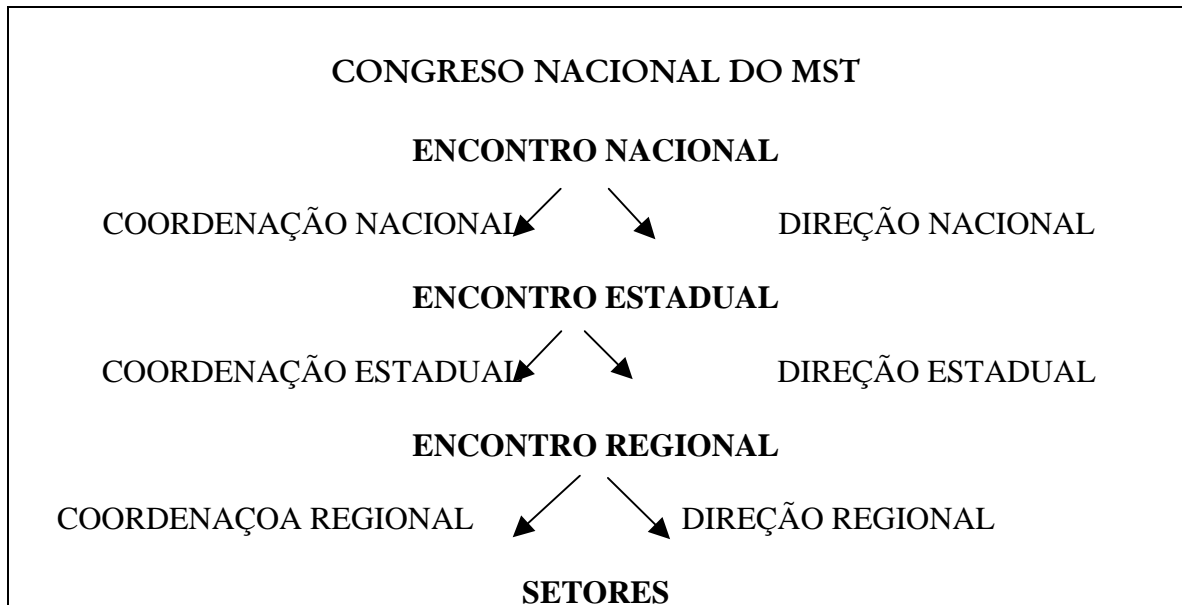 CONGRESO NACIONAL DO MST
ENCONTRO NACIONAL
COORDENAÇÃO NACIONAL DIREÇÃO NACIONAL
ENCONTRO ESTADUAL
COORDENAÇÃO ESTADUAL DIREÇÃO ESTADUAL
ENCONTRO REGIONAL
COORDENAÇOA REGIONAL DIREÇÃO REGIONAL
SETORES